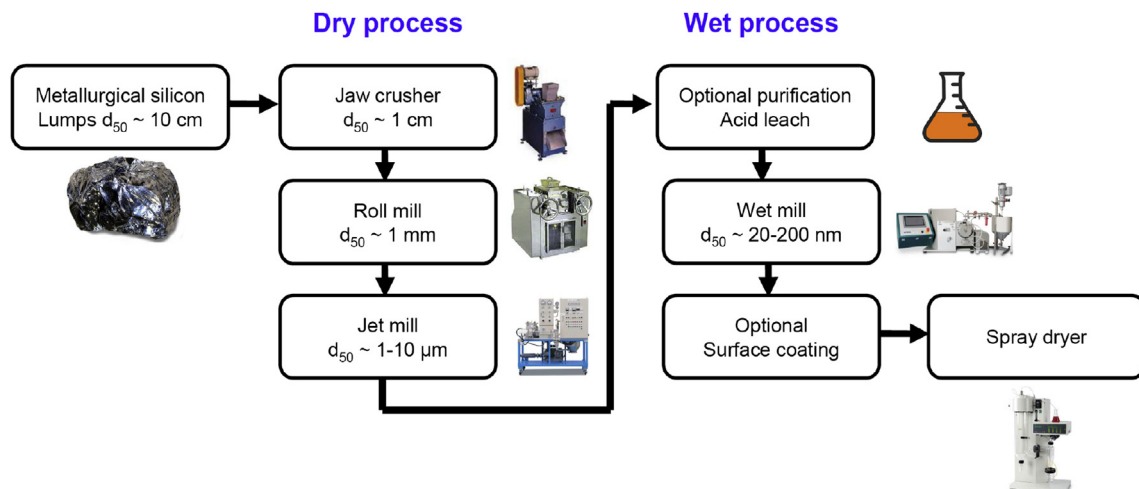 Dry process
Wet process
Metallurgical silicon
Lumps d50 ~ 10 cm
Jaw crusher
d50 ~ 1 cm
Roll mill
d50 ~ 1 mm
Jet mill
d50 ~ 1-10 µm
Optional purification
Acid leach
Wet mill
d50 ~ 20-200 nm
Optional
Surface coating
Spray dryer